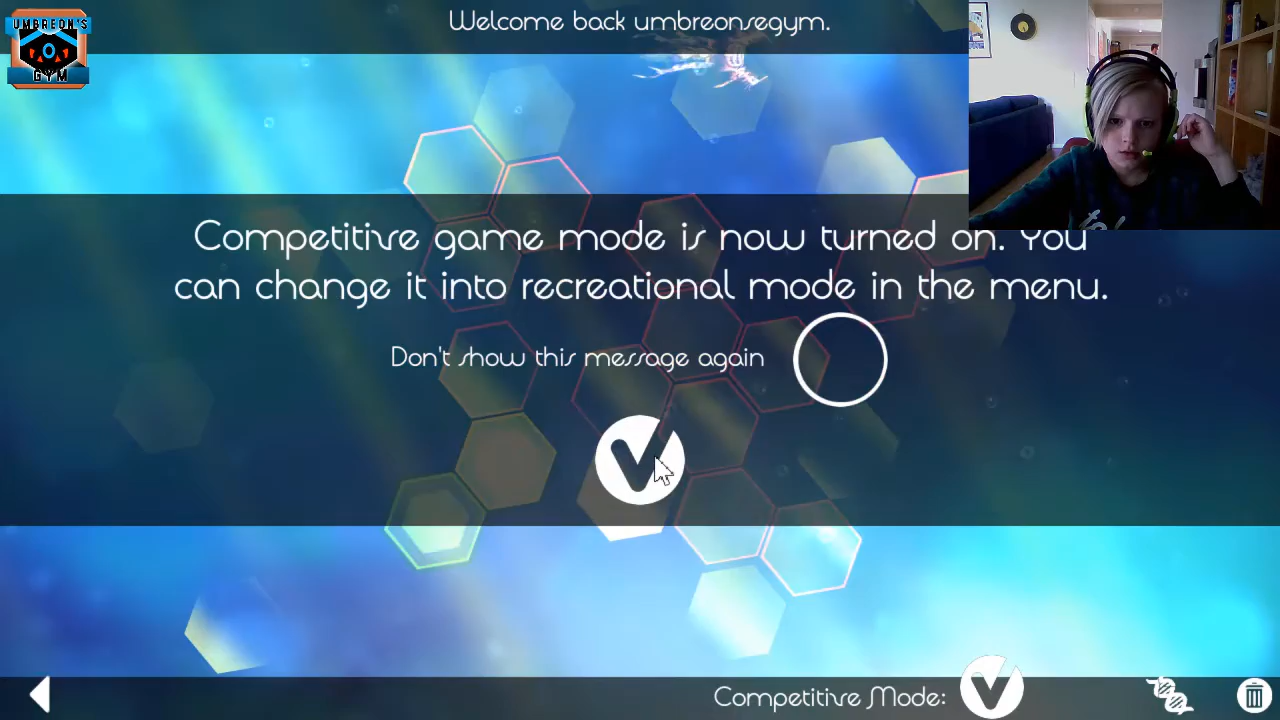 UMBREON'S
GYM
Welcome back umbreonsegym.
Competitive game mode is now turned on. You
can change it into recreational mode in the menu.
Don't show this message again
Competitive Mode: